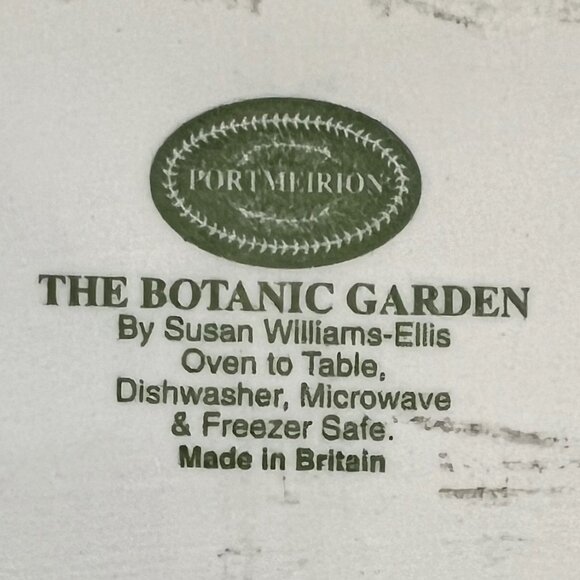 PORTMEIRION
THE BOTANIC GARDEN
By Susan Williams-Ellis
Oven to Table,
Dishwasher, Microwave
& Freezer Safe.
Made in Britain